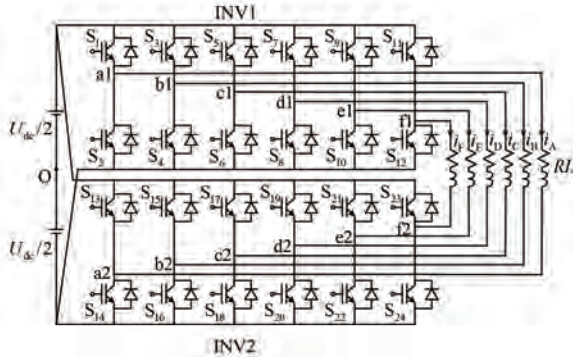 INV1
S1 S3 S5 S7 S9 S11
a1
b1
c1
d1
e1
f1
Udc/2
S2 S4 S6 S8 S10 S12
iF iE iD iC iB iA
RL
O
S13 S15 S17 S19 S21 S23
Udc/2
f2
e2
d2
c2
b2
a2
S14 S16 S18 S20 S22 S24
INV2